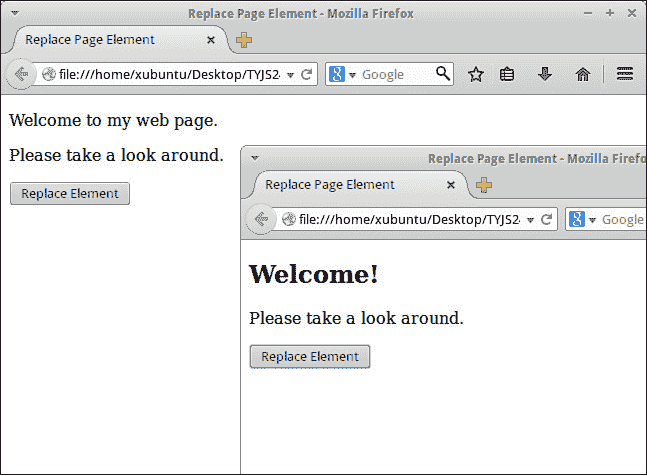 Replace Page Element - Mozilla Firefox
Replace Page Element
file:///home/xubuntu/Desktop/TYJS2
Google
Welcome to my web page.
Please take a look around.
Replace Element
Replace Page Element - Mozilla Firefo
Replace Page Element
file:///home/xubuntu/Desktop/TYJS2
Google
Welcome!
Please take a look around.
Replace Element